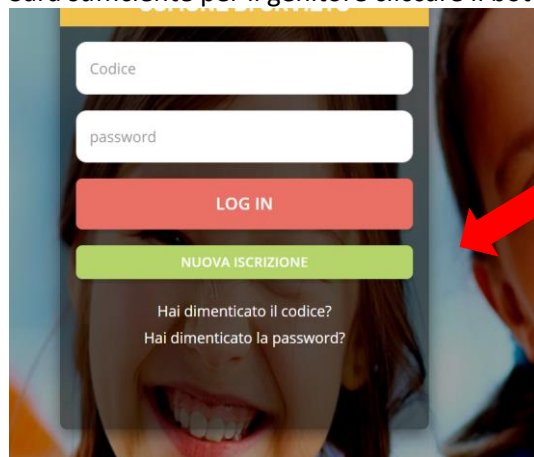 Codice
password
LOG IN
NUOVA ISCRIZIONE
Hai dimenticato il codice?
Hai dimenticato la password?